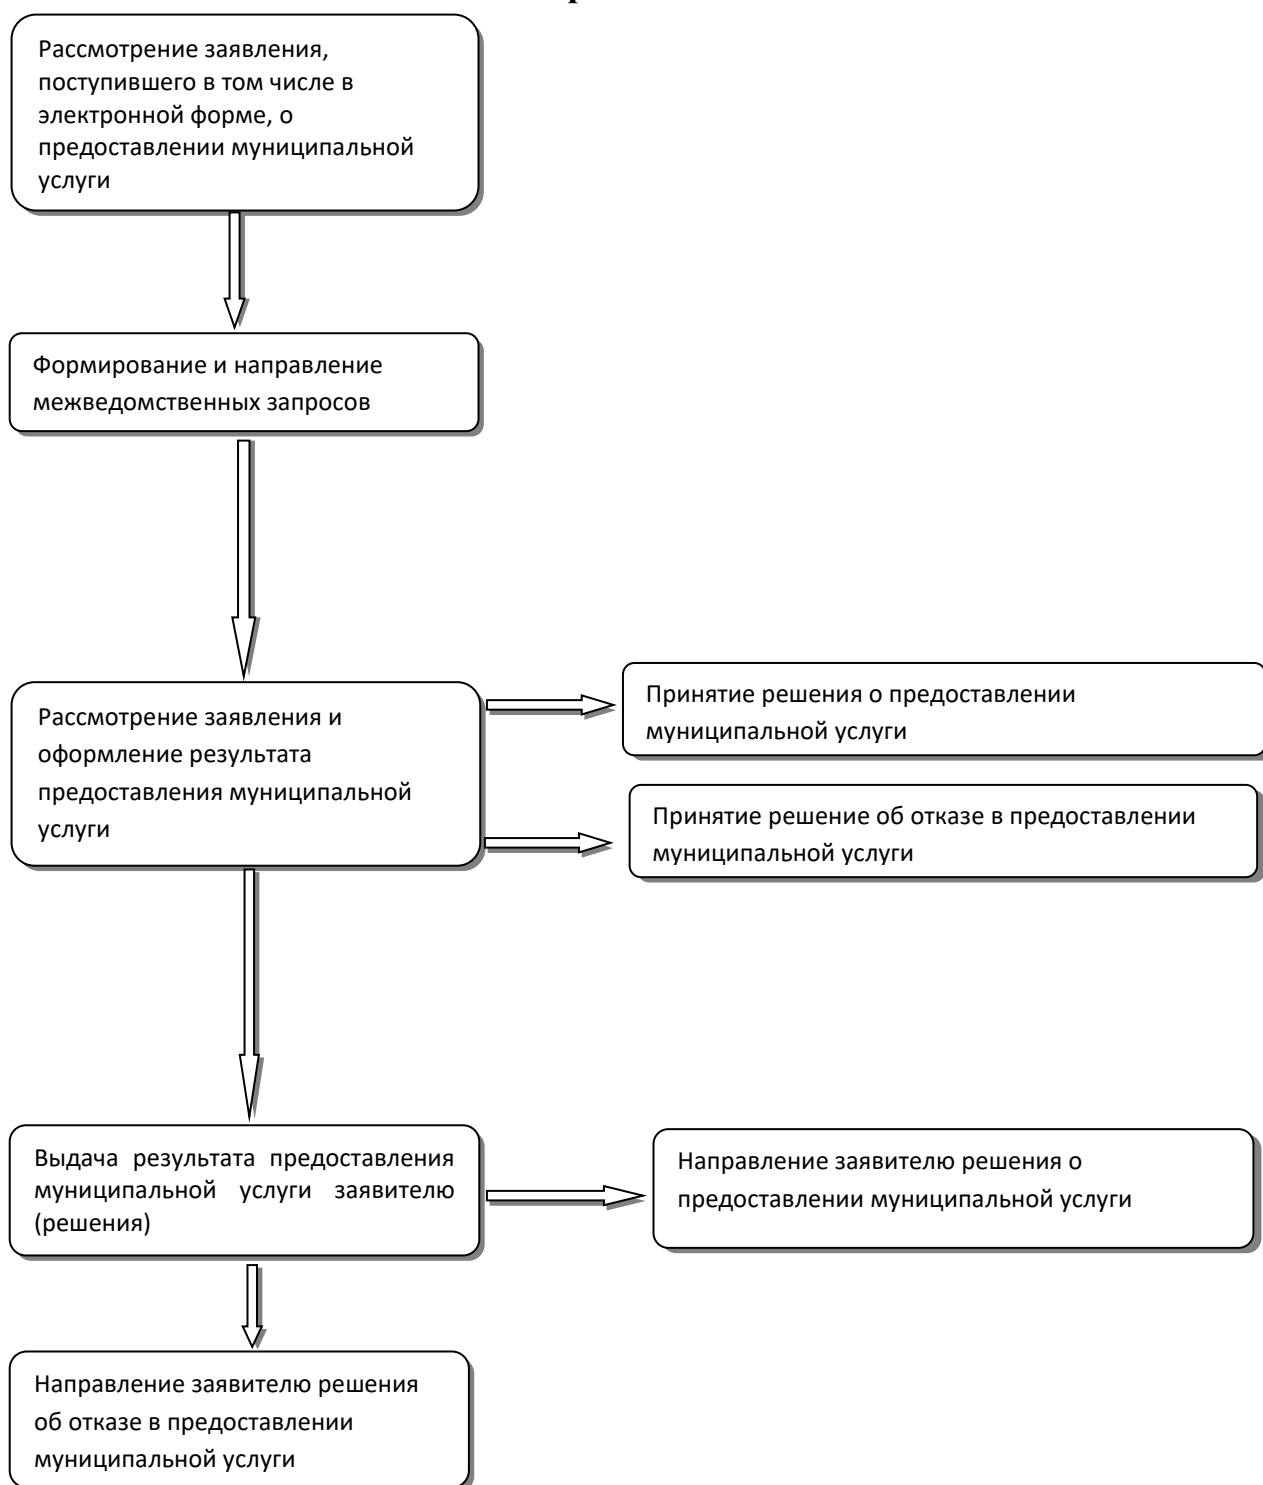 Рассмотрение заявления,
поступившего в том числе в
электронной форме, о
предоставлении муниципальной
услуги
Формирование и направление
межведомственных запросов
Рассмотрение заявления и
оформление результата
предоставления муниципальной
услуги
Принятие решения о предоставлении
муниципальной услуги
Принятие решение об отказе в предоставлении
муниципальной услуги
Выдача результата предоставления
муниципальной услуги заявителю
(решения)
Направление заявителю решения о
предоставлении муниципальной услуги
Направление заявителю решения
об отказе в предоставлении
муниципальной услуги